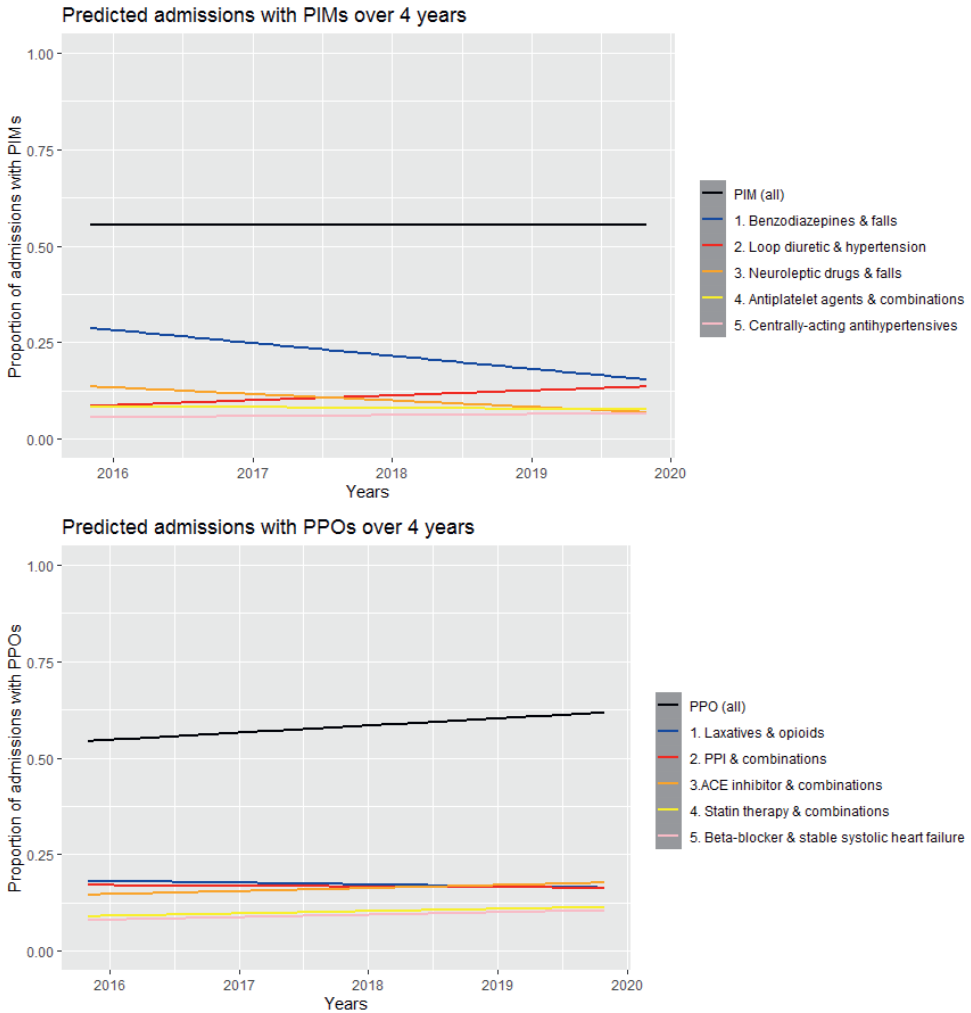 Predicted admissions with PIMs over 4 years
Proportion of admissions with PIMs
1.00
0.75
0.50
0.25
0.00
2016 2017 2018 2019 2020
Years
PIM (all)
1. Benzodiazepines & falls
2. Loop diuretic & hypertension
3. Neuroleptic drugs & falls
4. Antiplatelet agents & combinations
5. Centrally-acting antihypertensives
Predicted admissions with PPOs over 4 years
Proportion of admissions with PPOs
1.00
0.75
0.50
0.25
0.00
2016 2017 2018 2019 2020
Years
PPO (all)
1. Laxatives & opioids
2. PPI & combinations
3.ACE inhibitor & combinations
4. Statin therapy & combinations
5. Beta-blocker & stable systolic heart failure